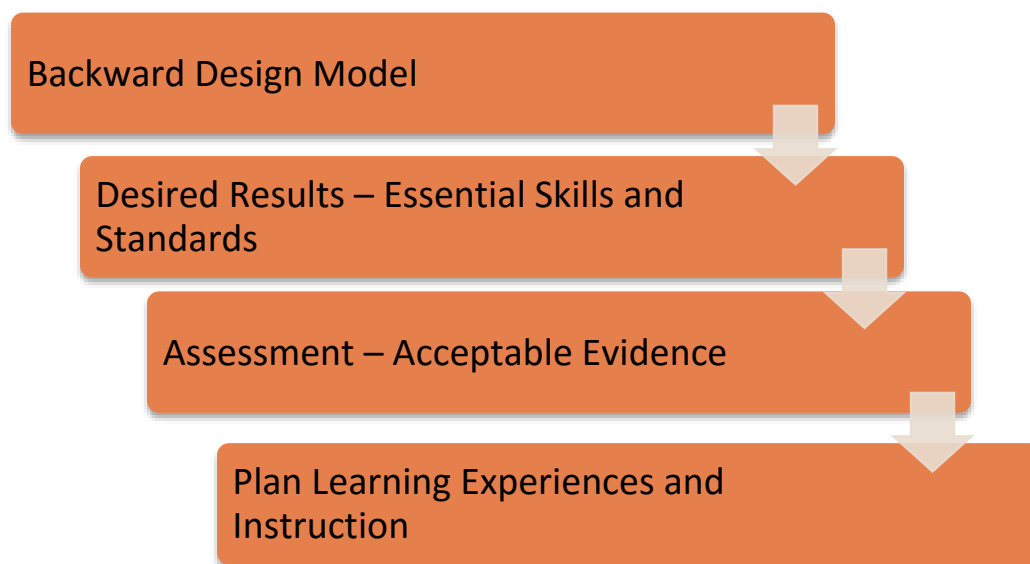 Backward Design Model
Desired Results – Essential Skills and
Standards
Assessment – Acceptable Evidence
Plan Learning Experiences and
Instruction